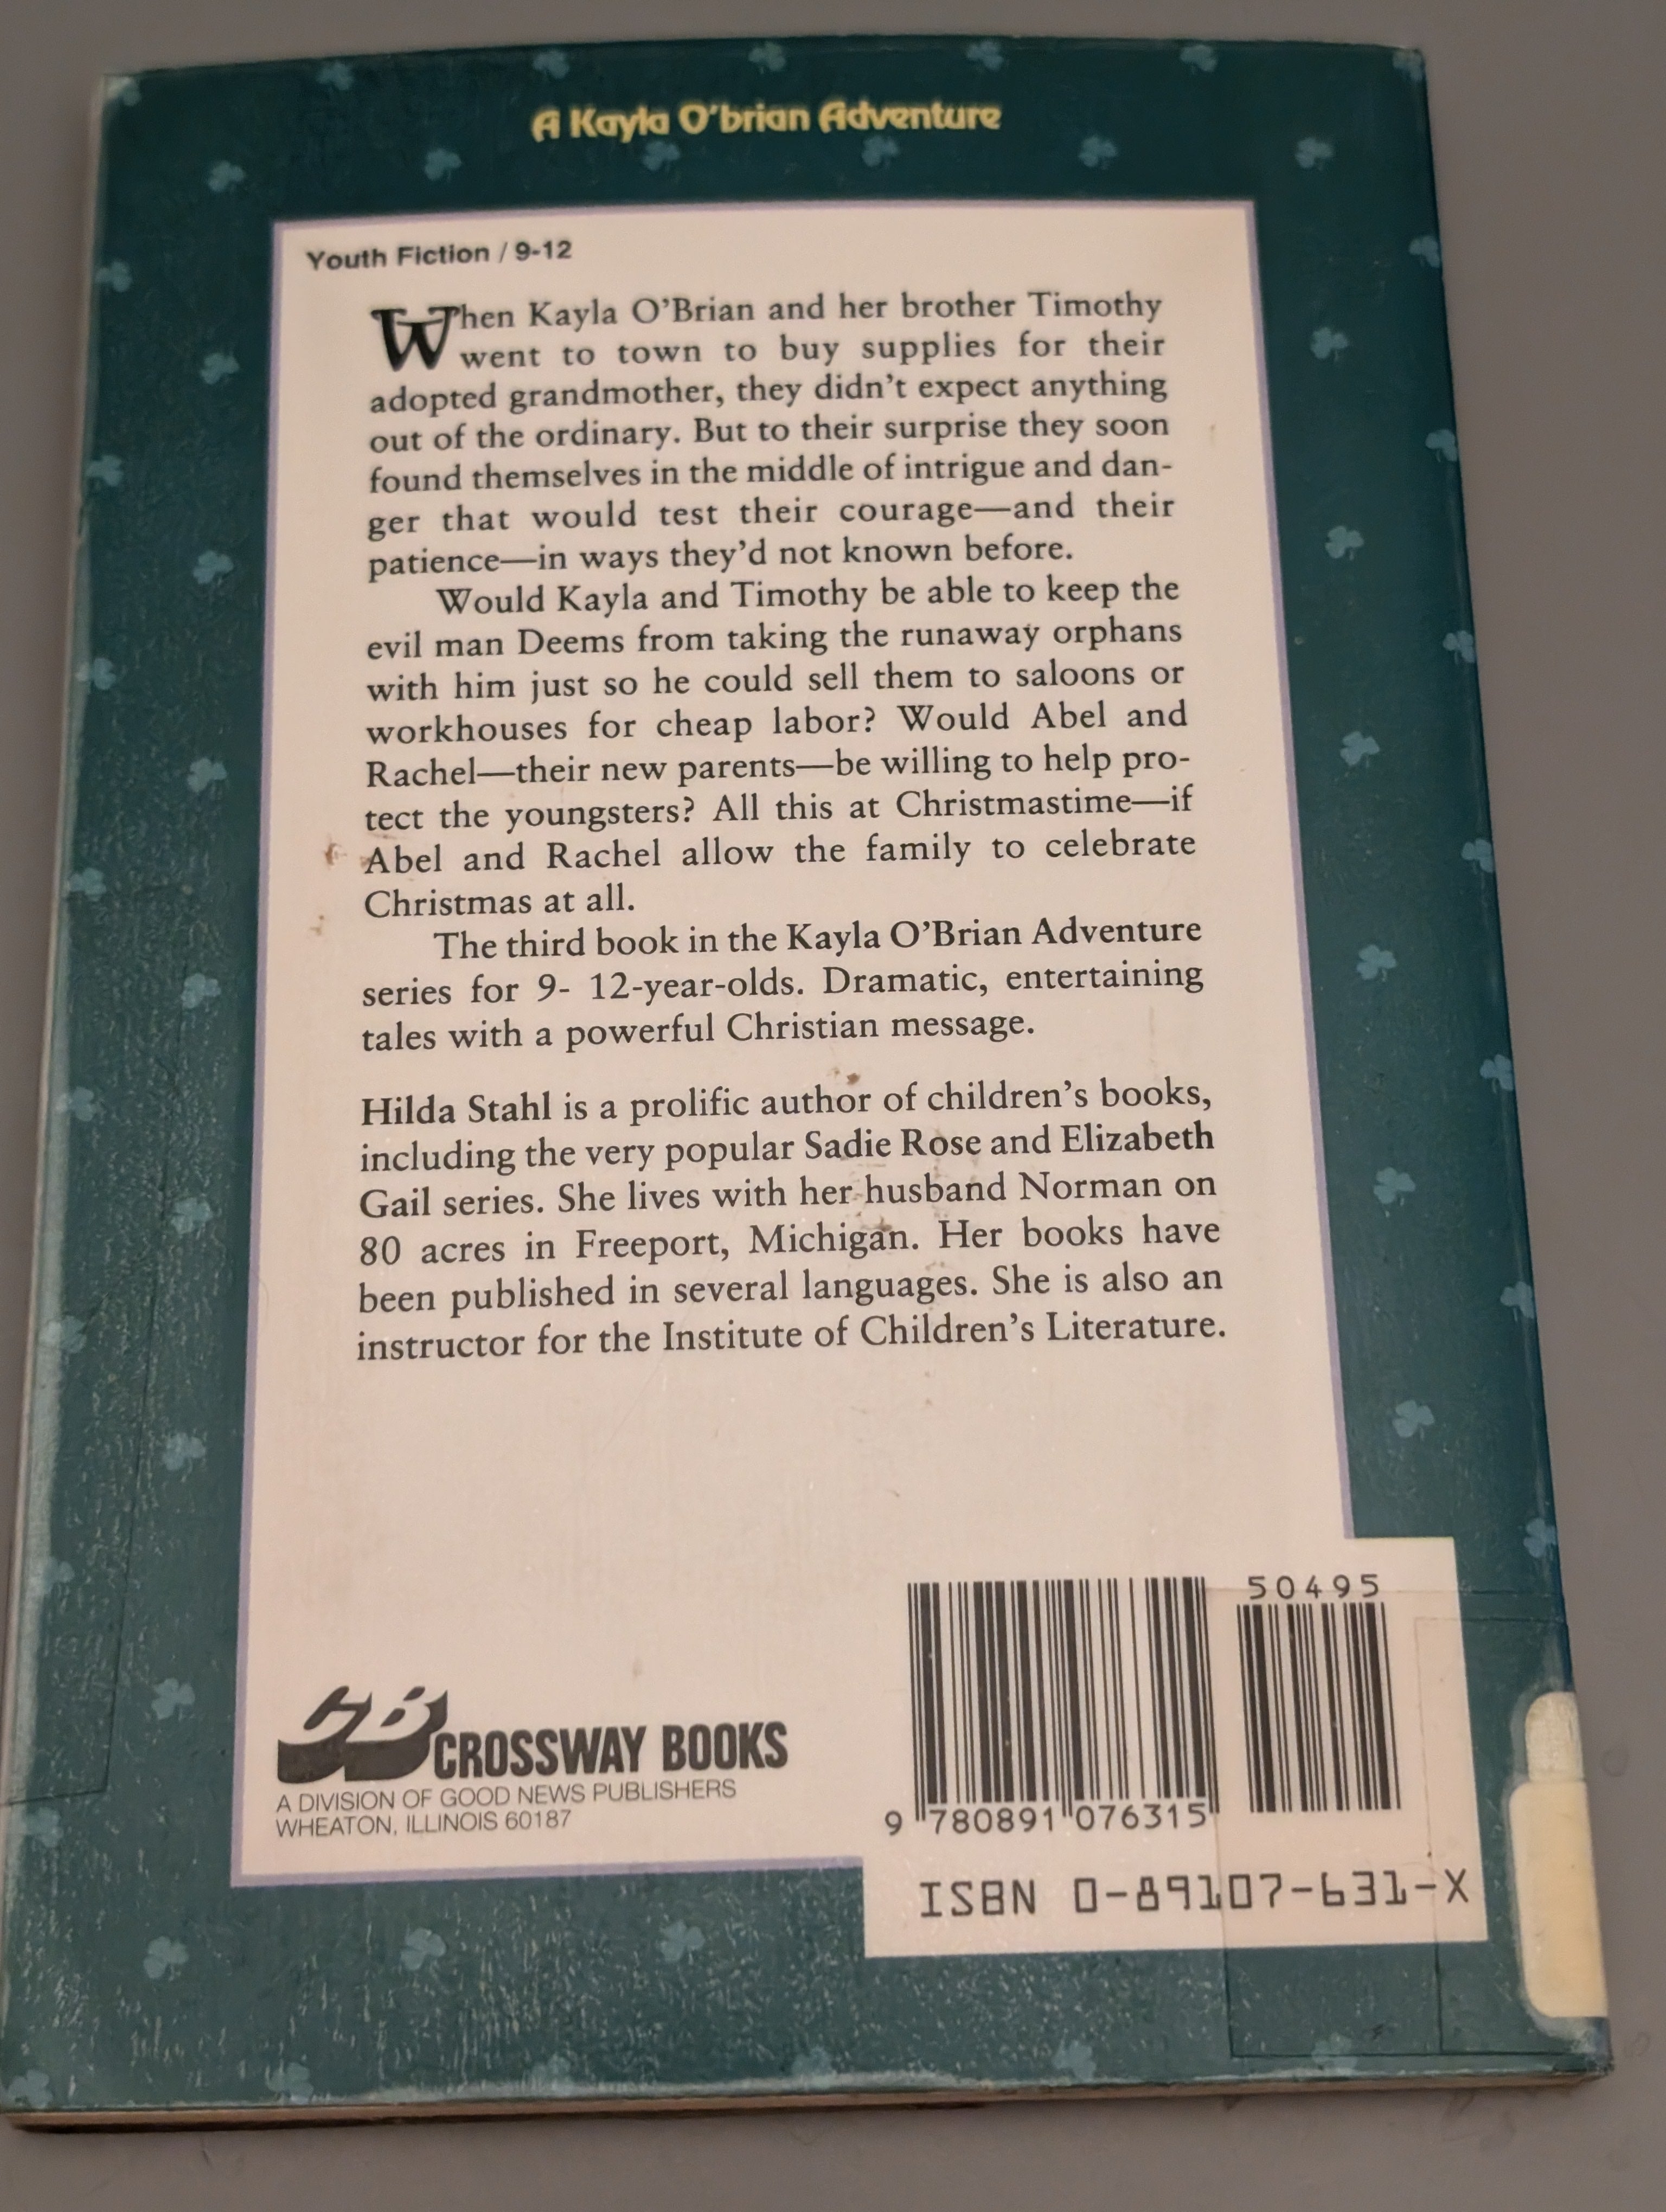 A Kayla O'brian Adventure
Youth Fiction / 9-12
When Kayla O'Brian and her brother Timothy
went to town to buy supplies for their
adopted grandmother, they didn't expect anything
out of the ordinary. But to their surprise they soon
found themselves in the middle of intrigue and dan-
ger that would test their courage—and their
patience—in ways they'd not known before.
Would Kayla and Timothy be able to keep the
evil man Deems from taking the runaway orphans
with him just so he could sell them to saloons or
workhouses for cheap labor? Would Abel and
Rachel—their new parents—be willing to help pro-
tect the youngsters? All this at Christmastime—if
Abel and Rachel allow the family to celebrate
Christmas at all.
The third book in the Kayla O'Brian Adventure
series for 9- 12-year-olds. Dramatic, entertaining
tales with a powerful Christian message.
Hilda Stahl is a prolific author of children's books,
including the very popular Sadie Rose and Elizabeth
Gail series. She lives with her husband Norman on
80 acres in Freeport, Michigan. Her books have
been published in several languages. She is also an
instructor for the Institute of Children's Literature.
CB CROSSWAY BOOKS
A DIVISION OF GOOD NEWS PUBLISHERS
WHEATON, ILLINOIS 60187
50495
9 780891 076315
ISBN 0-89107-631-X